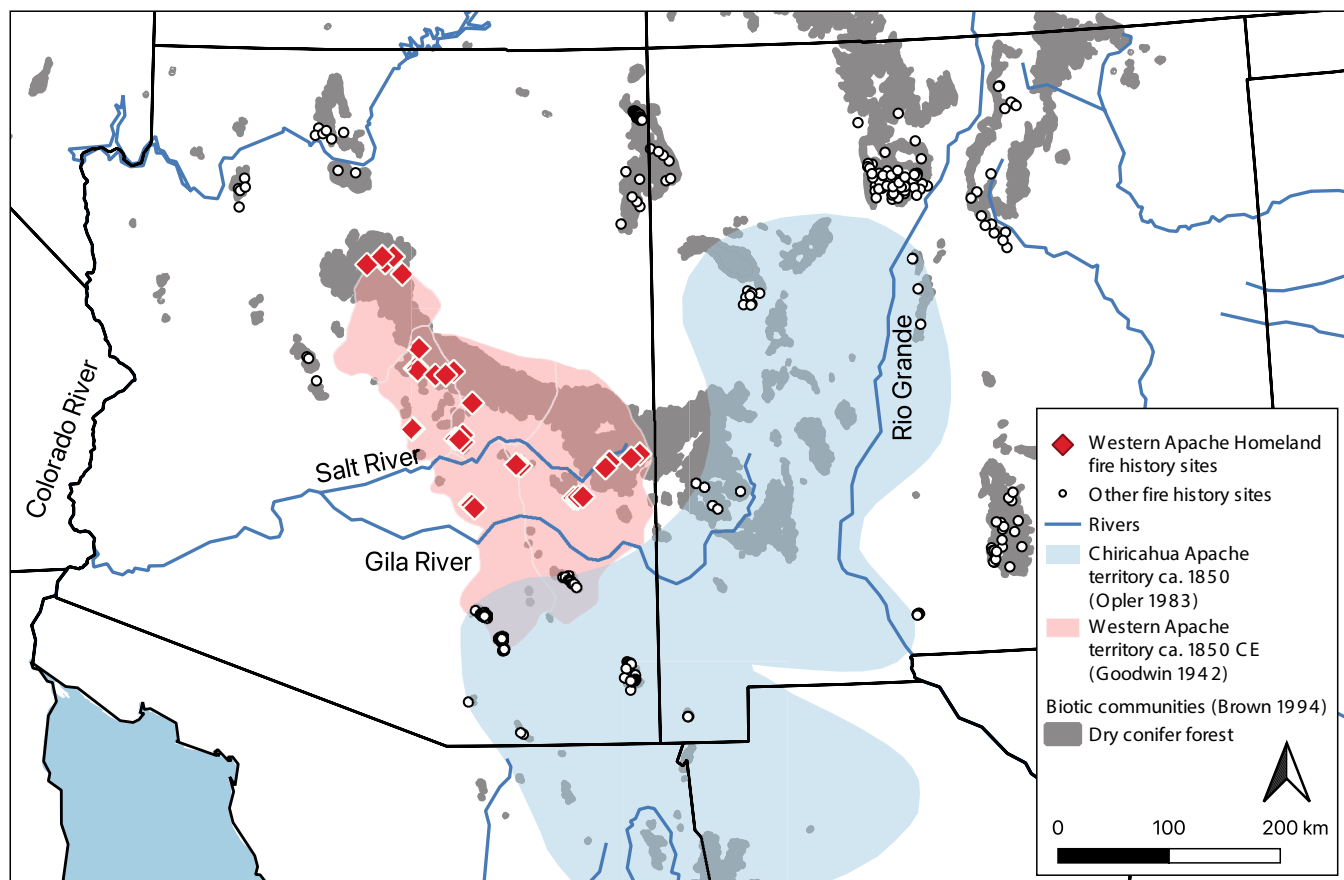 Colorado River
Salt River
Gila River
Rio Grande
Western Apache Homeland
fire history sites
Other fire history sites
Rivers
Chiricahua Apache
territory ca. 1850
(Opler 1983)
Western Apache
territory ca. 1850 CE
(Goodwin 1942)
Biotic communities (Brown 1994)
Dry conifer forest
0 100 200 km